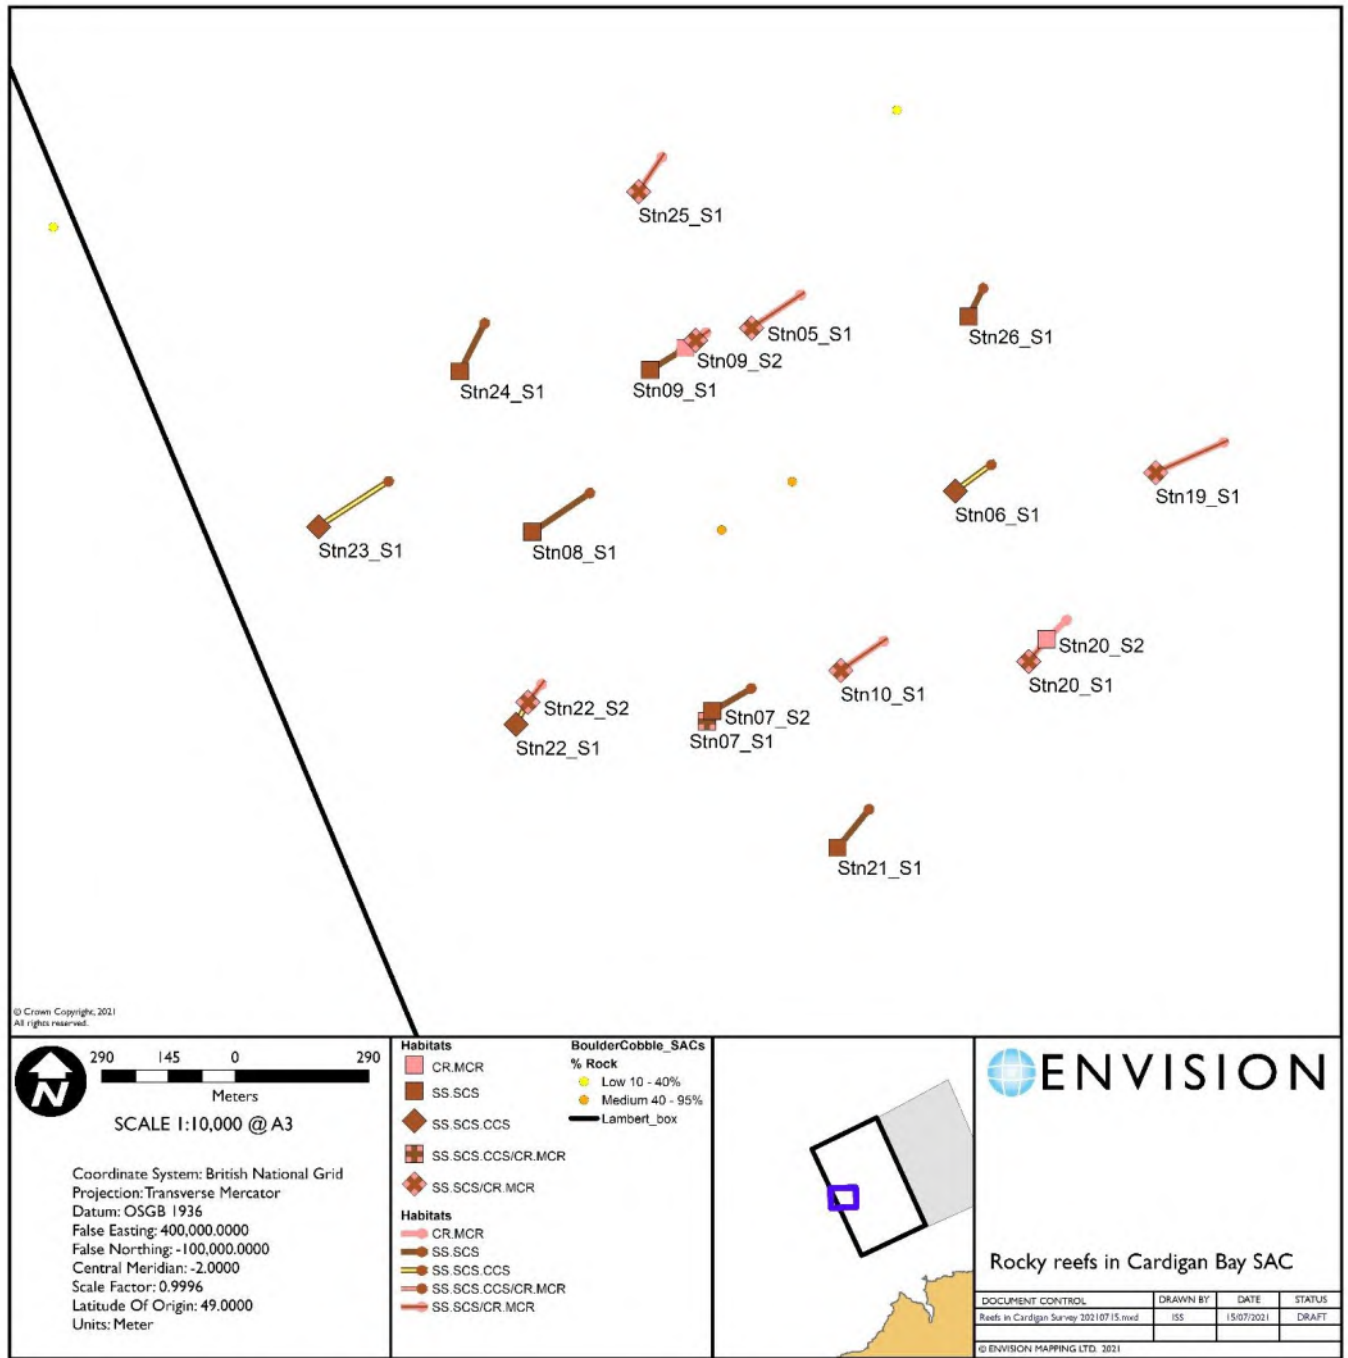 Stn25_S1
Stn05_S1
Stn26_S1
Stn09_S2
Stn09_S1
Stn24_S1
Stn19_S1
Stn06_S1
Stn23_S1
Stn08_S1
Stn20_S2
Stn20_S1
Stn10_S1
Stn22_S2
Stn07_S2
Stn07_S1
Stn22_S1
Stn21_S1
© Crown Copyright, 2021
All rights reserved.
N
290 145 0 290
Meters
SCALE 1:10,000 @ A3
Coordinate System: British National Grid
Projection: Transverse Mercator
Datum: OSGB 1936
False Easting: 400,000.0000
False Northing: -100,000.0000
Central Meridian: -2.0000
Scale Factor: 0.9996
Latitude Of Origin: 49.0000
Units: Meter
Habitats
CR.MCR
SS.SCS
SS.SCS.CCS
SS.SCS.CCS/CR.MCR
SS.SCS/CR.MCR
Habitats
CR.MCR
SS.SCS
SS.SCS.CCS
SS.SCS.CCS/CR.MCR
SS.SCS/CR.MCR
BoulderCobble_SACs
% Rock
Low 10 - 40%
Medium 40 - 95%
Lambert_box
ENVISION
Rocky reefs in Cardigan Bay SAC
DOCUMENT CONTROL DRAWN BY DATE STATUS
Reefs in Cardigan Survey 20210715.mxd ISS 15/07/2021 DRAFT
© ENVISION MAPPING LTD. 2021